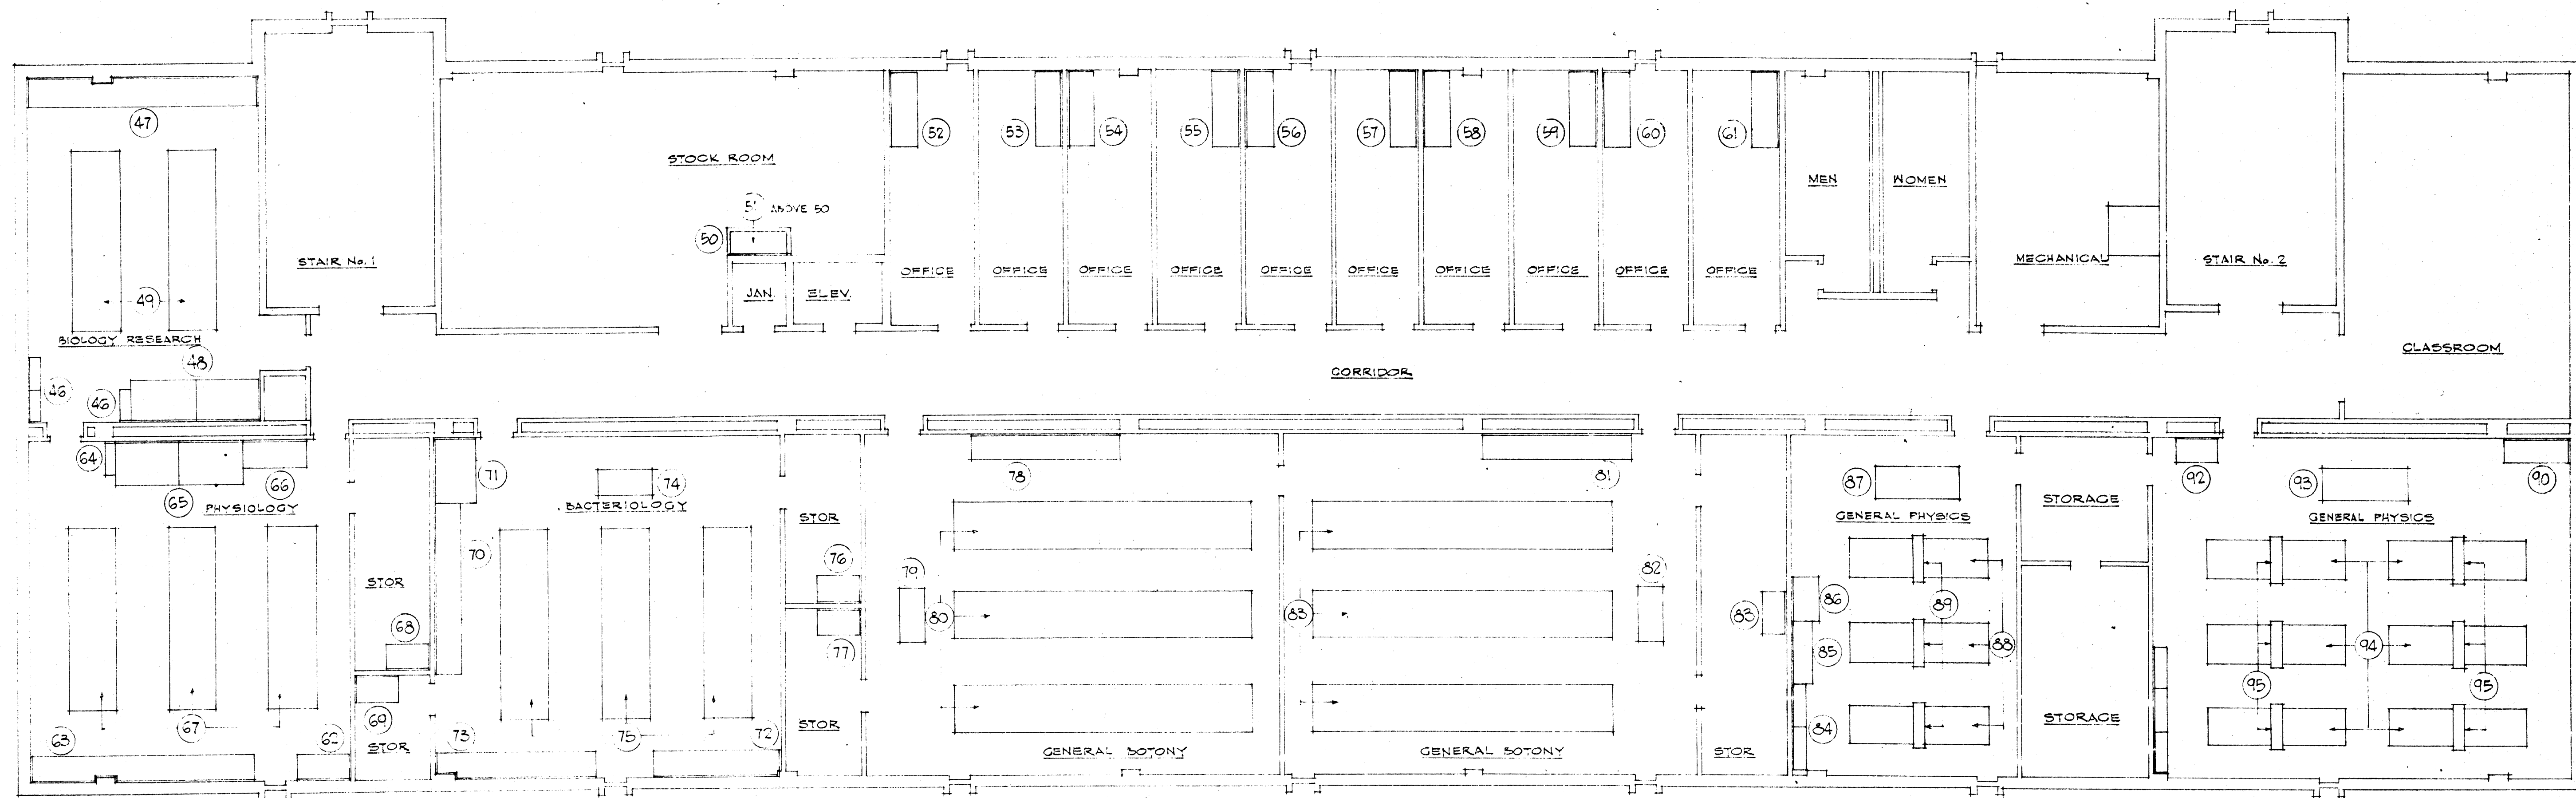 47
52
53
54
55
56
57
58
59
60
61
STOCK ROOM
MEN
WOMEN
51 ABOVE 50
50
STAIR No. 1
JAN.
ELEV.
OFFICE
OFFICE
OFFICE
OFFICE
OFFICE
OFFICE
OFFICE
OFFICE
OFFICE
OFFICE
MECHANICAL
STAIR No. 2
49
BIOLOGY RESEARCH
48
CLASSROOM
CORRIDOR
46
46
64
65
66
PHYSIOLOGY
71
74
BACTERIOLOGY
78
81
87
GENERAL PHYSICS
STORAGE
92
93
90
GENERAL PHYSICS
STOR
70
STOR
76
79
80
83
82
83
86
89
88
85
94
68
77
95
95
69
63
67
62
STOR
73
75
72
STOR
GENERAL BOTONY
GENERAL BOTONY
STOR
84
STORAGE